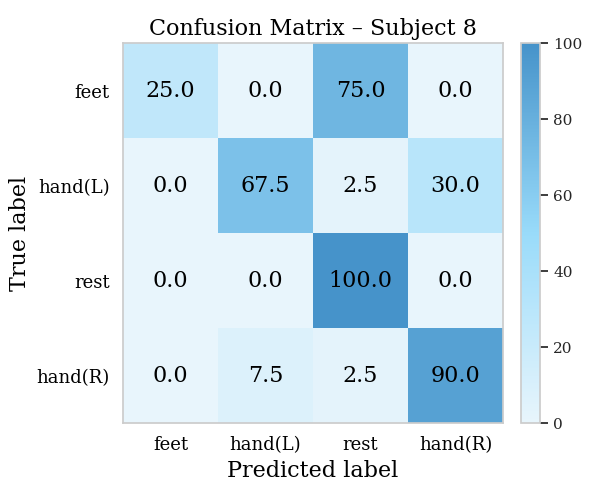 Confusion Matrix – Subject 8
True label
feet 25.0 0.0 75.0 0.0
hand(L) 0.0 67.5 2.5 30.0
rest 0.0 0.0 100.0 0.0
hand(R) 0.0 7.5 2.5 90.0
feet hand(L) rest hand(R)
Predicted label
100
80
60
40
20
0